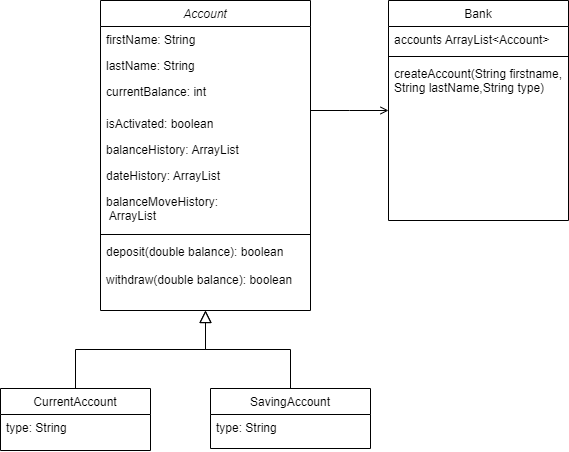 Account
firstName: String
lastName: String
currentBalance: int
isActivated: boolean
balanceHistory: ArrayList
dateHistory: ArrayList
balanceMoveHistory:
ArrayList
deposit(double balance): boolean
withdraw(double balance): boolean
Bank
accounts ArrayList<Account>
createAccount(String firstname,
String lastName,String type)
CurrentAccount
type: String
SavingAccount
type: String